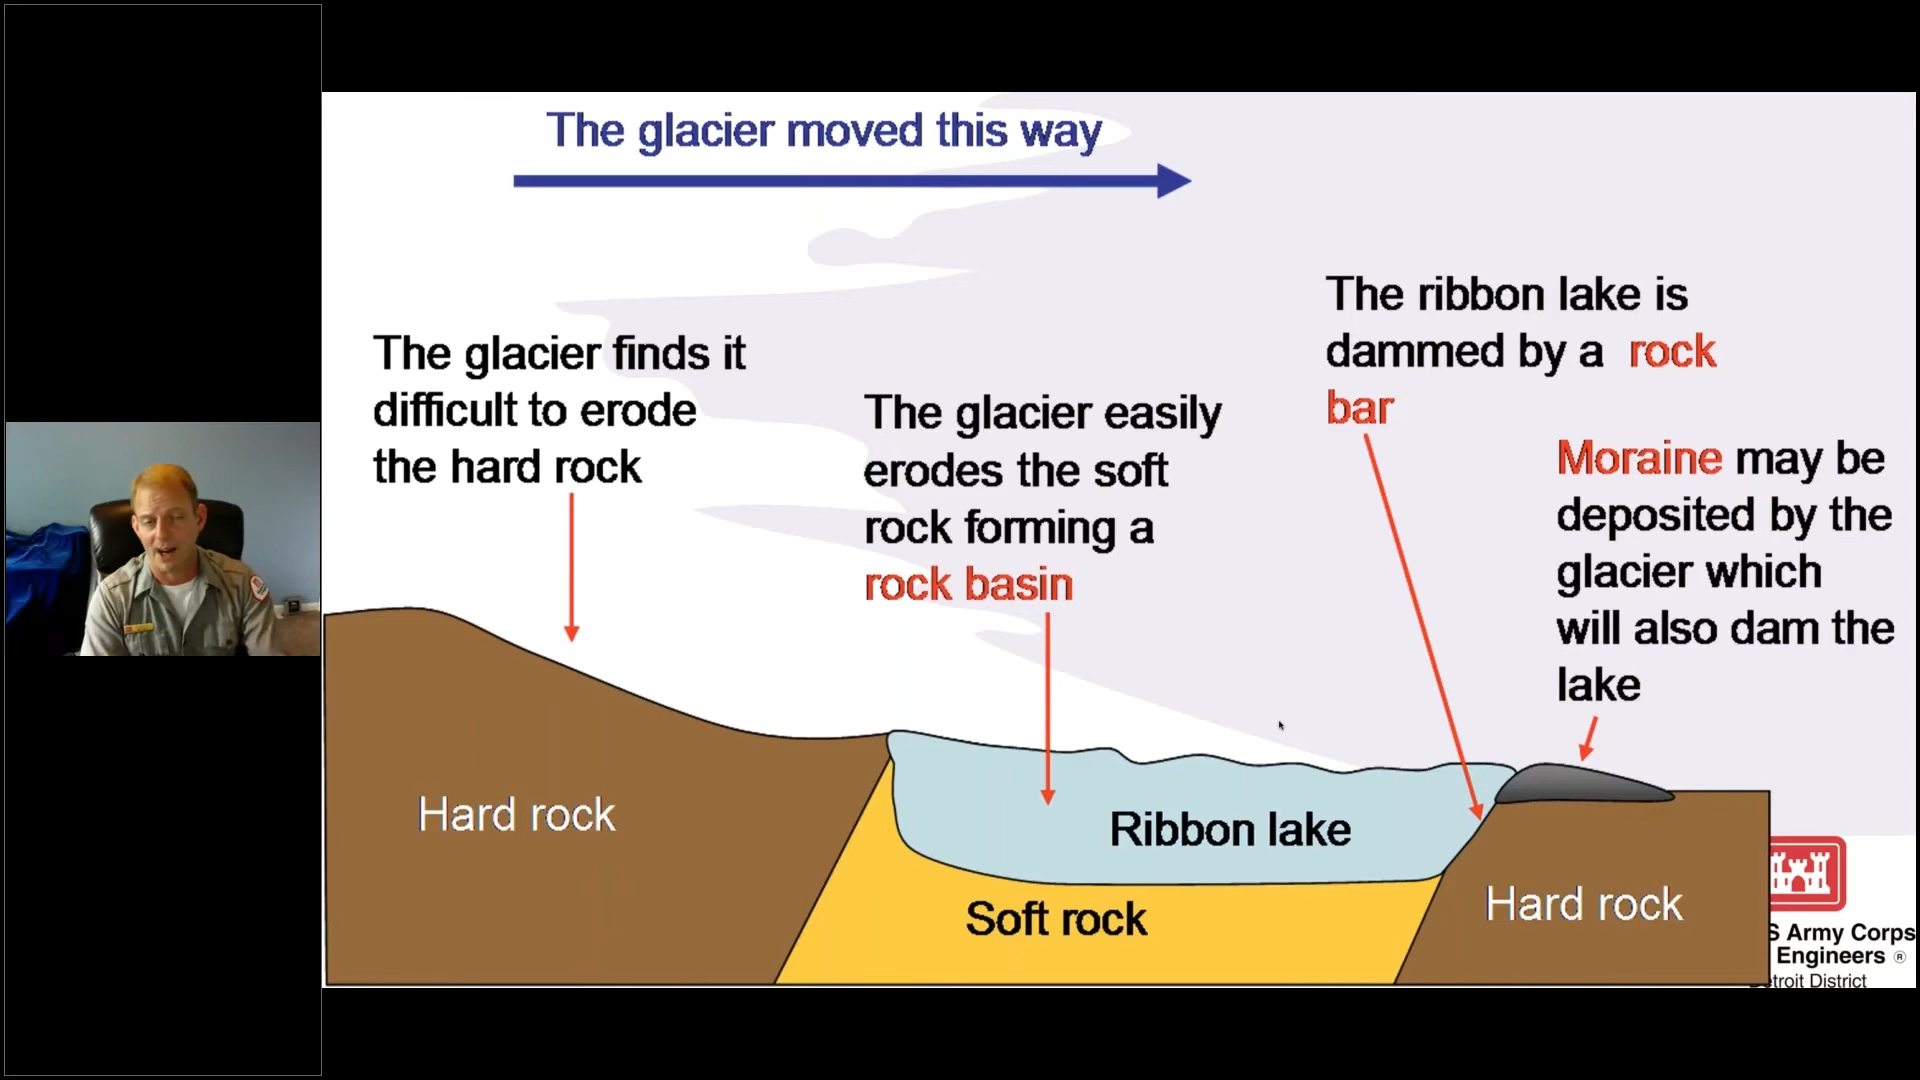 The glacier moved this way
The glacier finds it
difficult to erode
the hard rock
The glacier easily
erodes the soft
rock forming a
rock basin
The ribbon lake is
dammed by a rock
bar
Moraine may be
deposited by the
glacier which
will also dam the
lake
Hard rock
Ribbon lake
Soft rock
Hard rock
S Army Corps
Engineers ®
etroit District